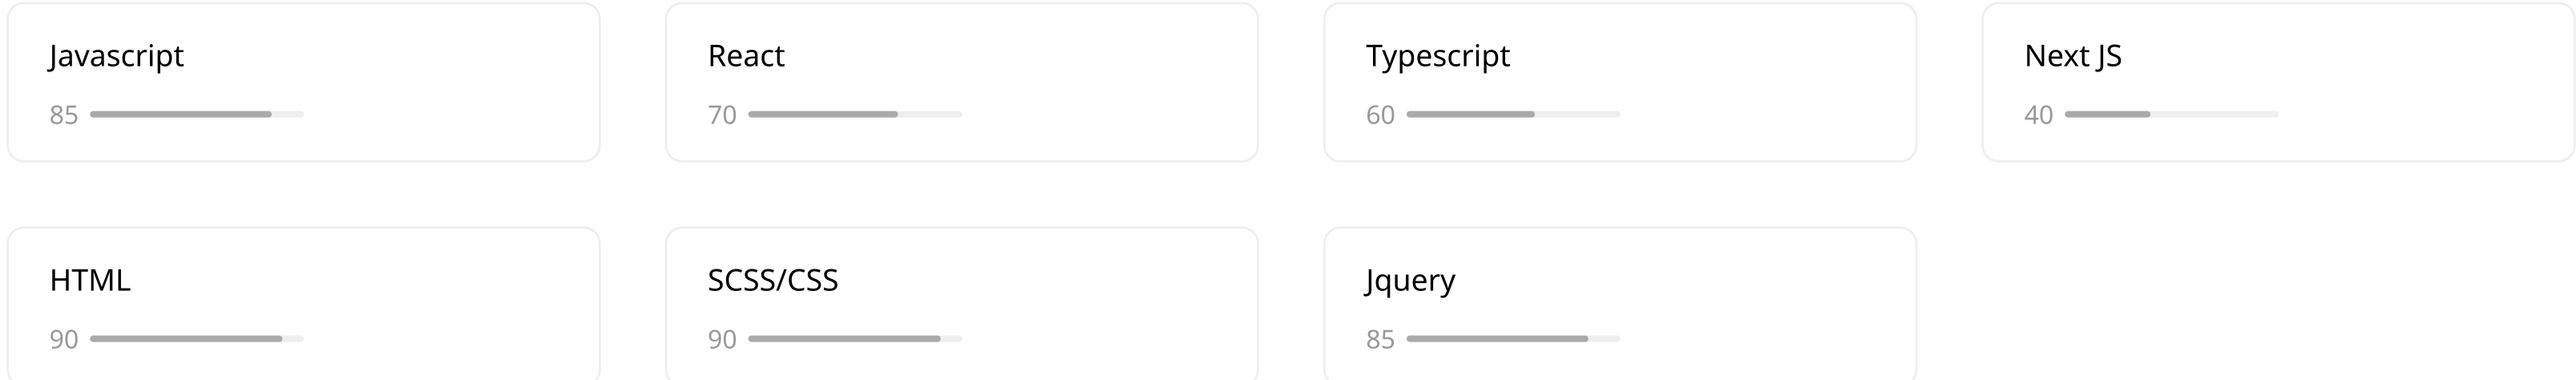 Javascript
85
React
70
Typescript
60
Next JS
40
HTML
90
SCSS/CSS
90
Jquery
85